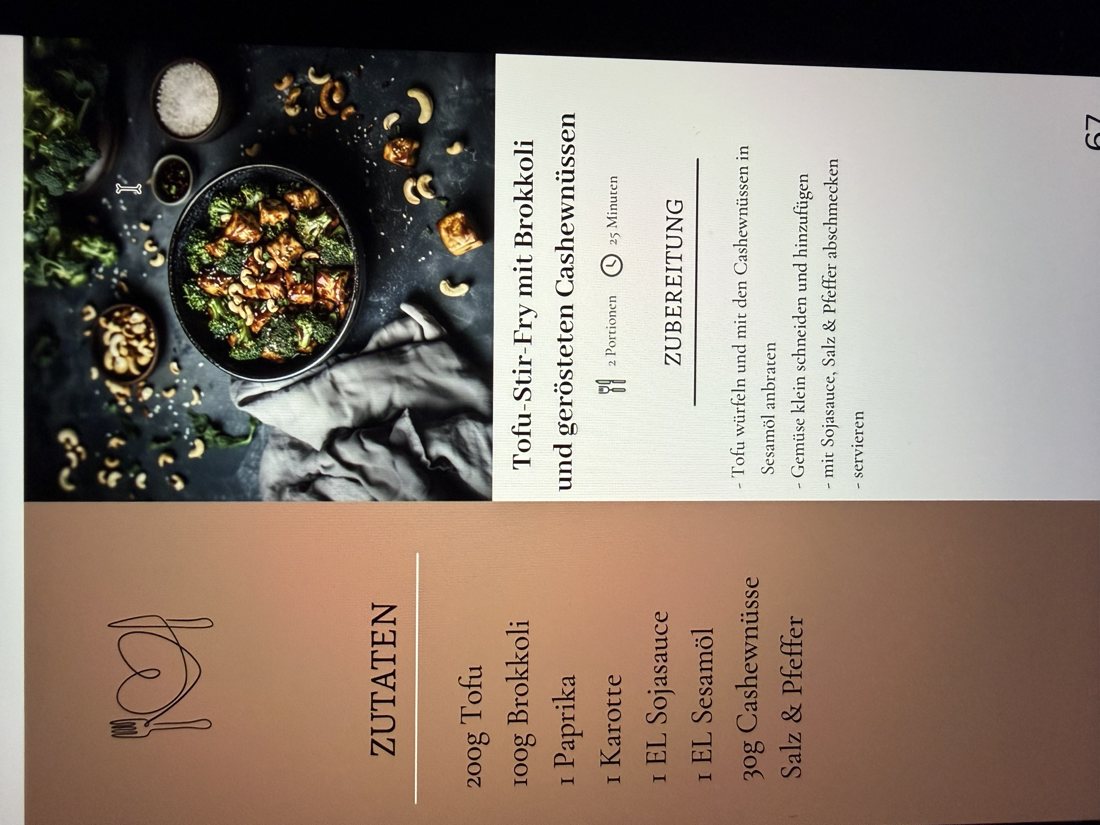 ZUTATEN
200g Tofu
100g Brokkoli
1 Paprika
1 Karotte
1 EL Sojasauce
1 EL Sesamöl
30g Cashewnüsse
Salz & Pfeffer
Tofu-Stir-Fry mit Brokkoli
und gerösteten Cashewnüssen
2 Portionen 25 Minuten
ZUBEREITUNG
- Tofu würfeln und mit den Cashewnüssen in
Sesamöl anbraten
- Gemüse klein schneiden und hinzufügen
- mit Sojasauce, Salz & Pfeffer abschmecken
- servieren
67